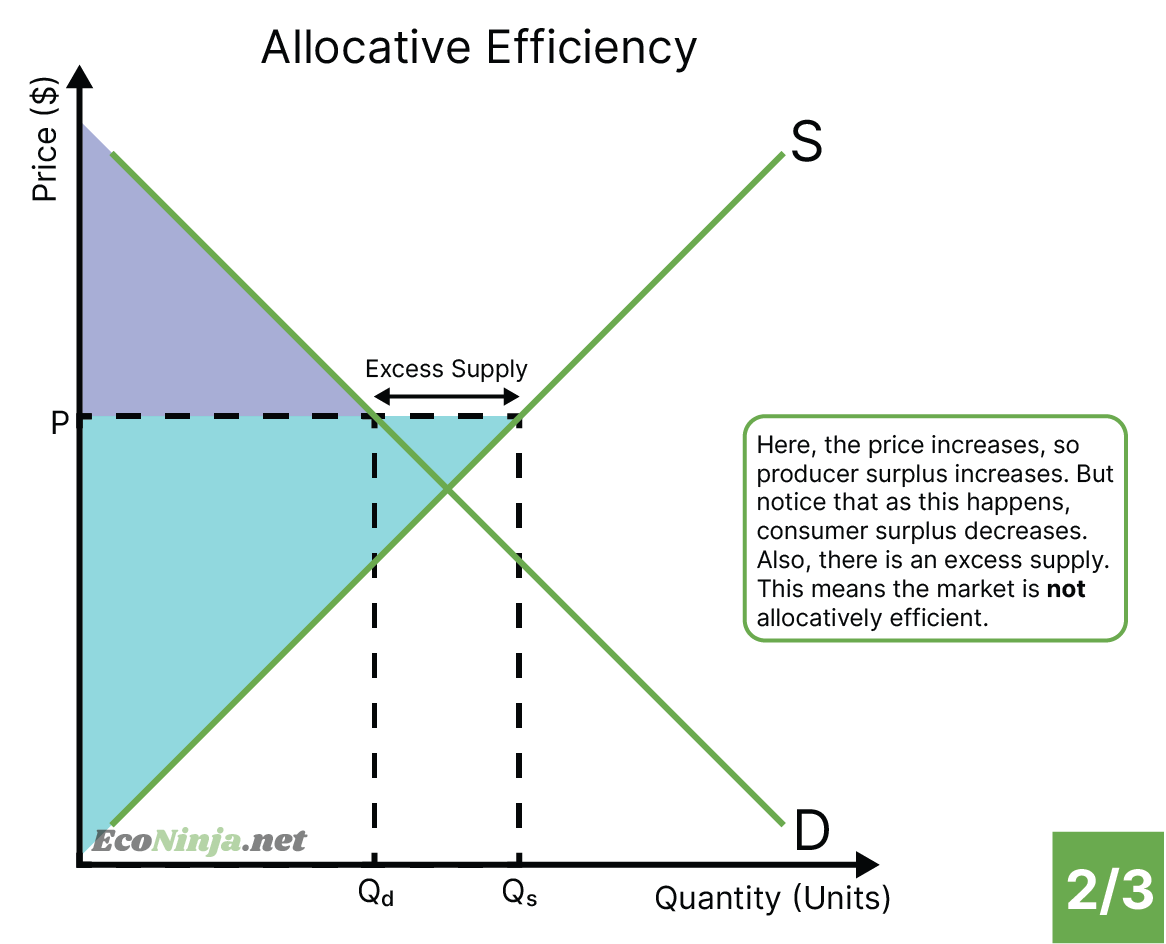 Allocative Efficiency
Price ($)
S
Excess Supply
P
Here, the price increases, so
producer surplus increases. But
notice that as this happens,
consumer surplus decreases.
Also, there is an excess supply.
This means the market is not
allocatively efficient.
D
EcoNinja.net
Qd
Qs
Quantity (Units)
2/3